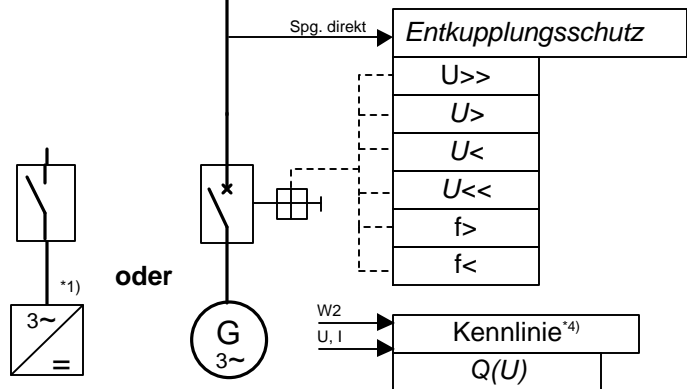 Spg. direkt
Entkupplungsschutz
U>>
U>
U<
U<<
f>
f<
*1)
oder
3~
=
G
3~
W2
U, I
Kennlinie*4)
Q(U)